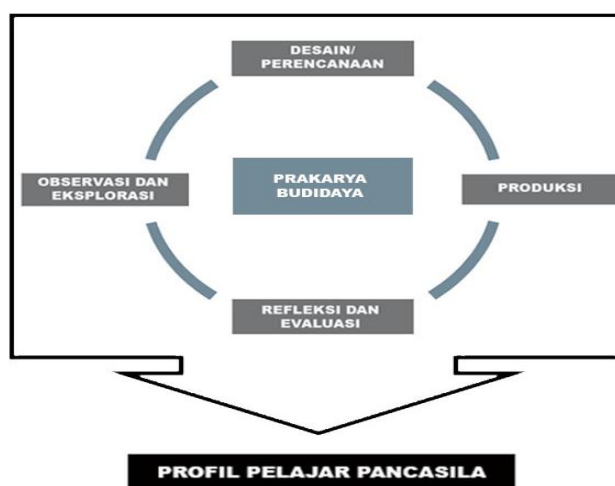 DESAIN/
PERENCANAAN
OBSERVASI DAN
EKSPLORASI
PRAKARYA
BUDIDAYA
PRODUKSI
REFLEKSI DAN
EVALUASI
PROFIL PELAJAR PANCASILA